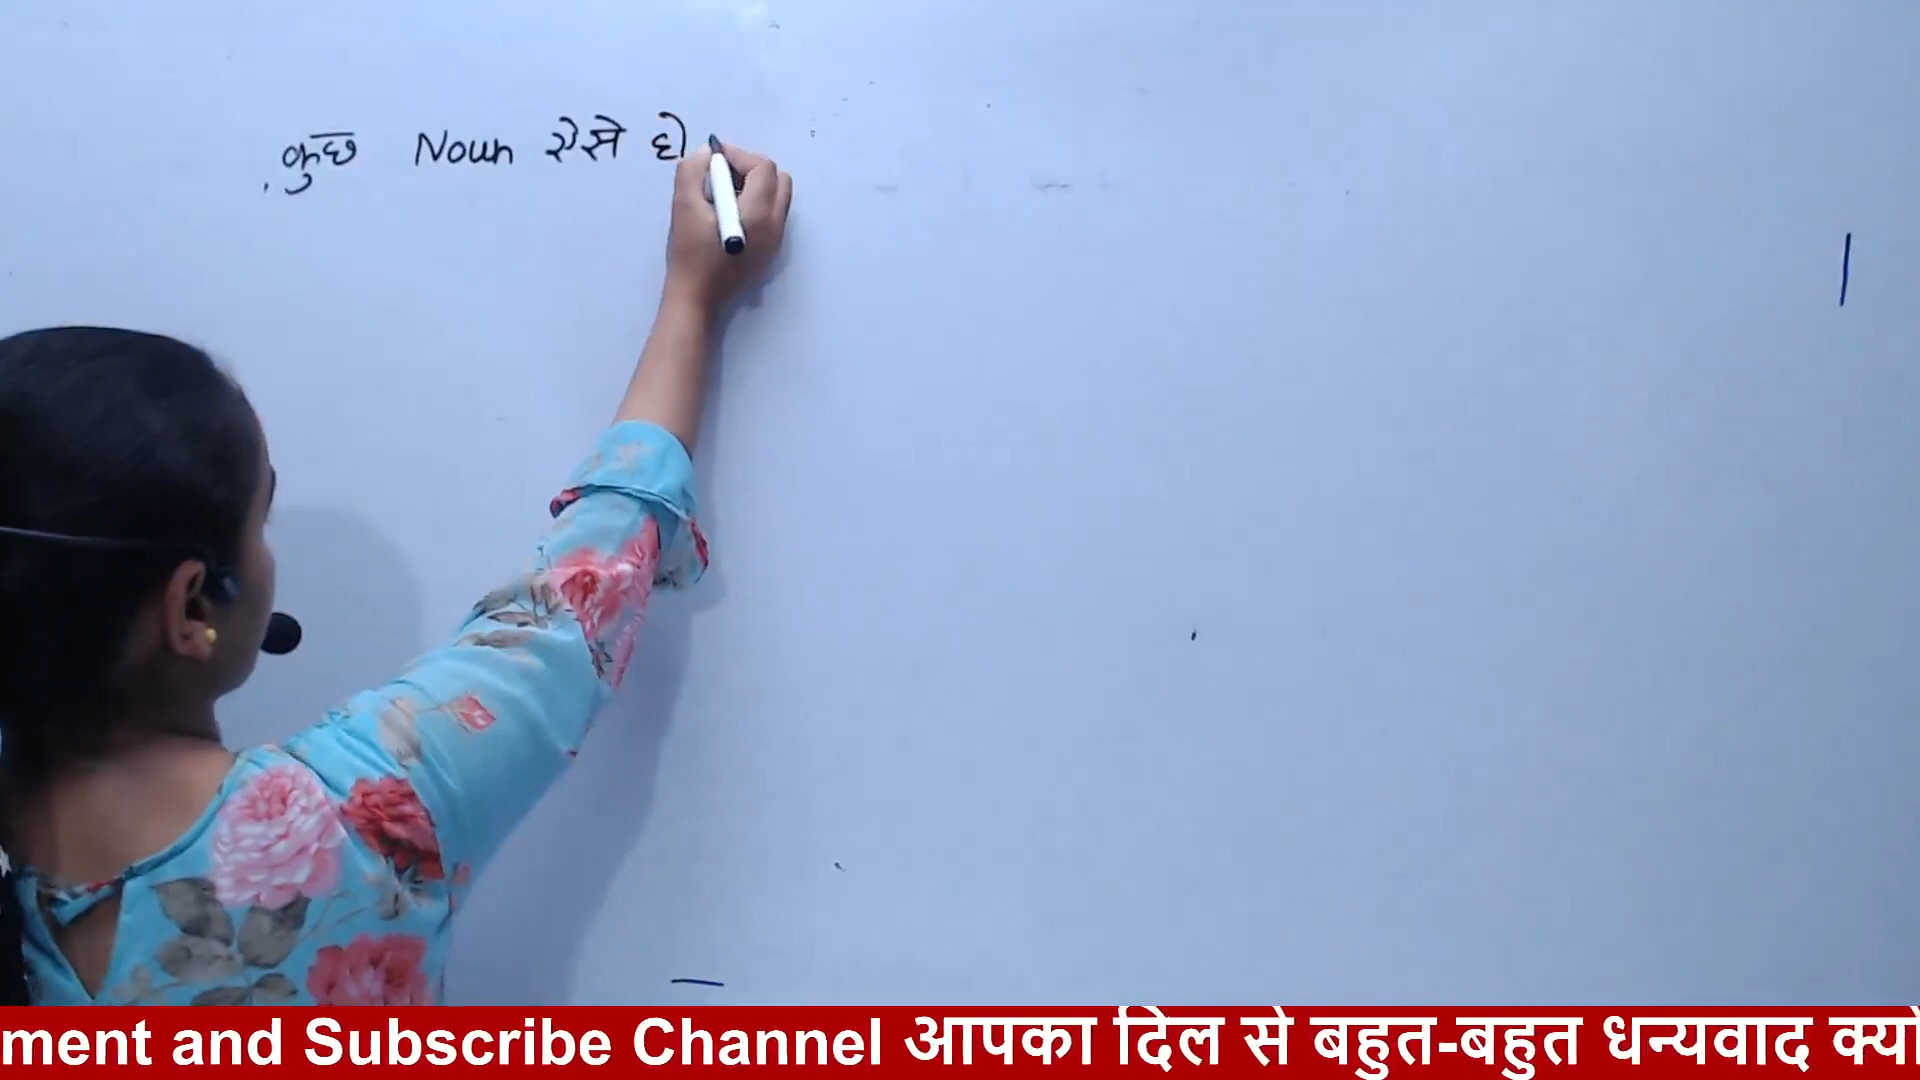 कुछ Noun ऐसे हो
ment and Subscribe Channel आपका दिल से बहुत-बहुत धन्यवाद क्यों